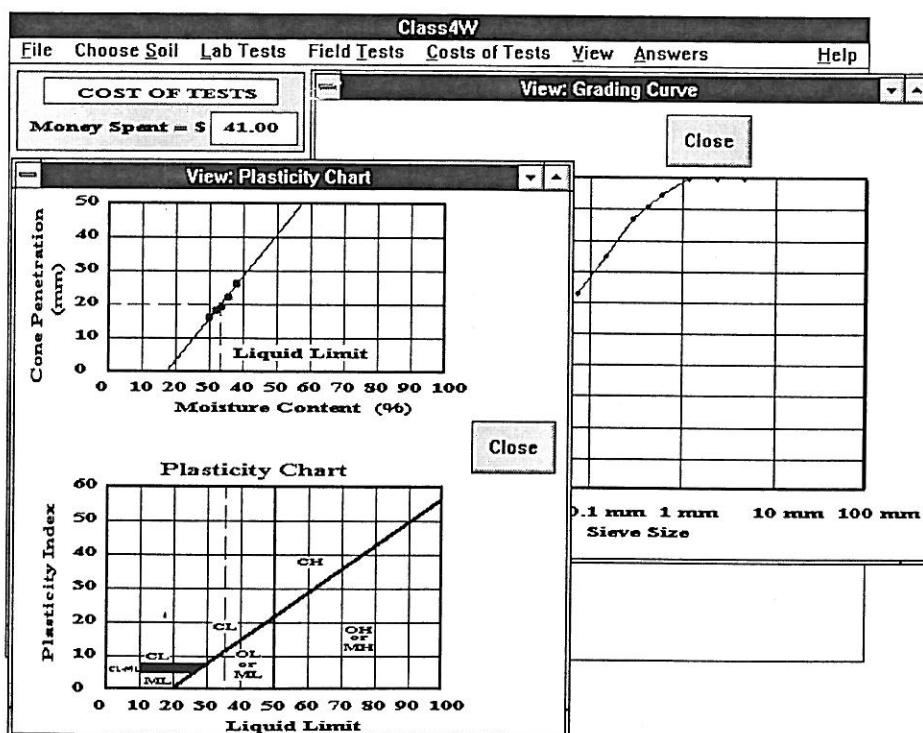 Class4W
File Choose Soil Lab Tests Field Tests Costs of Tests View Answers Help
COST OF TESTS
Money Spent = $ 41.00
View: Grading Curve
Close
View: Plasticity Chart
50
40
30
20
10
0
Cone Penetration
(mm)
Liquid Limit
0 10 20 30 40 50 60 70 80 90 100
Moisture Content (%)
Close
0.1 mm 1 mm 10 mm 100 mm
Sieve Size
Plasticity Chart
60
50
40
30
20
10
0
Plasticity Index
CH
CL
CL
CL-ML
ML
OL
or
ML
OH
or
MH
0 10 20 30 40 50 60 70 80 90 100
Liquid Limit